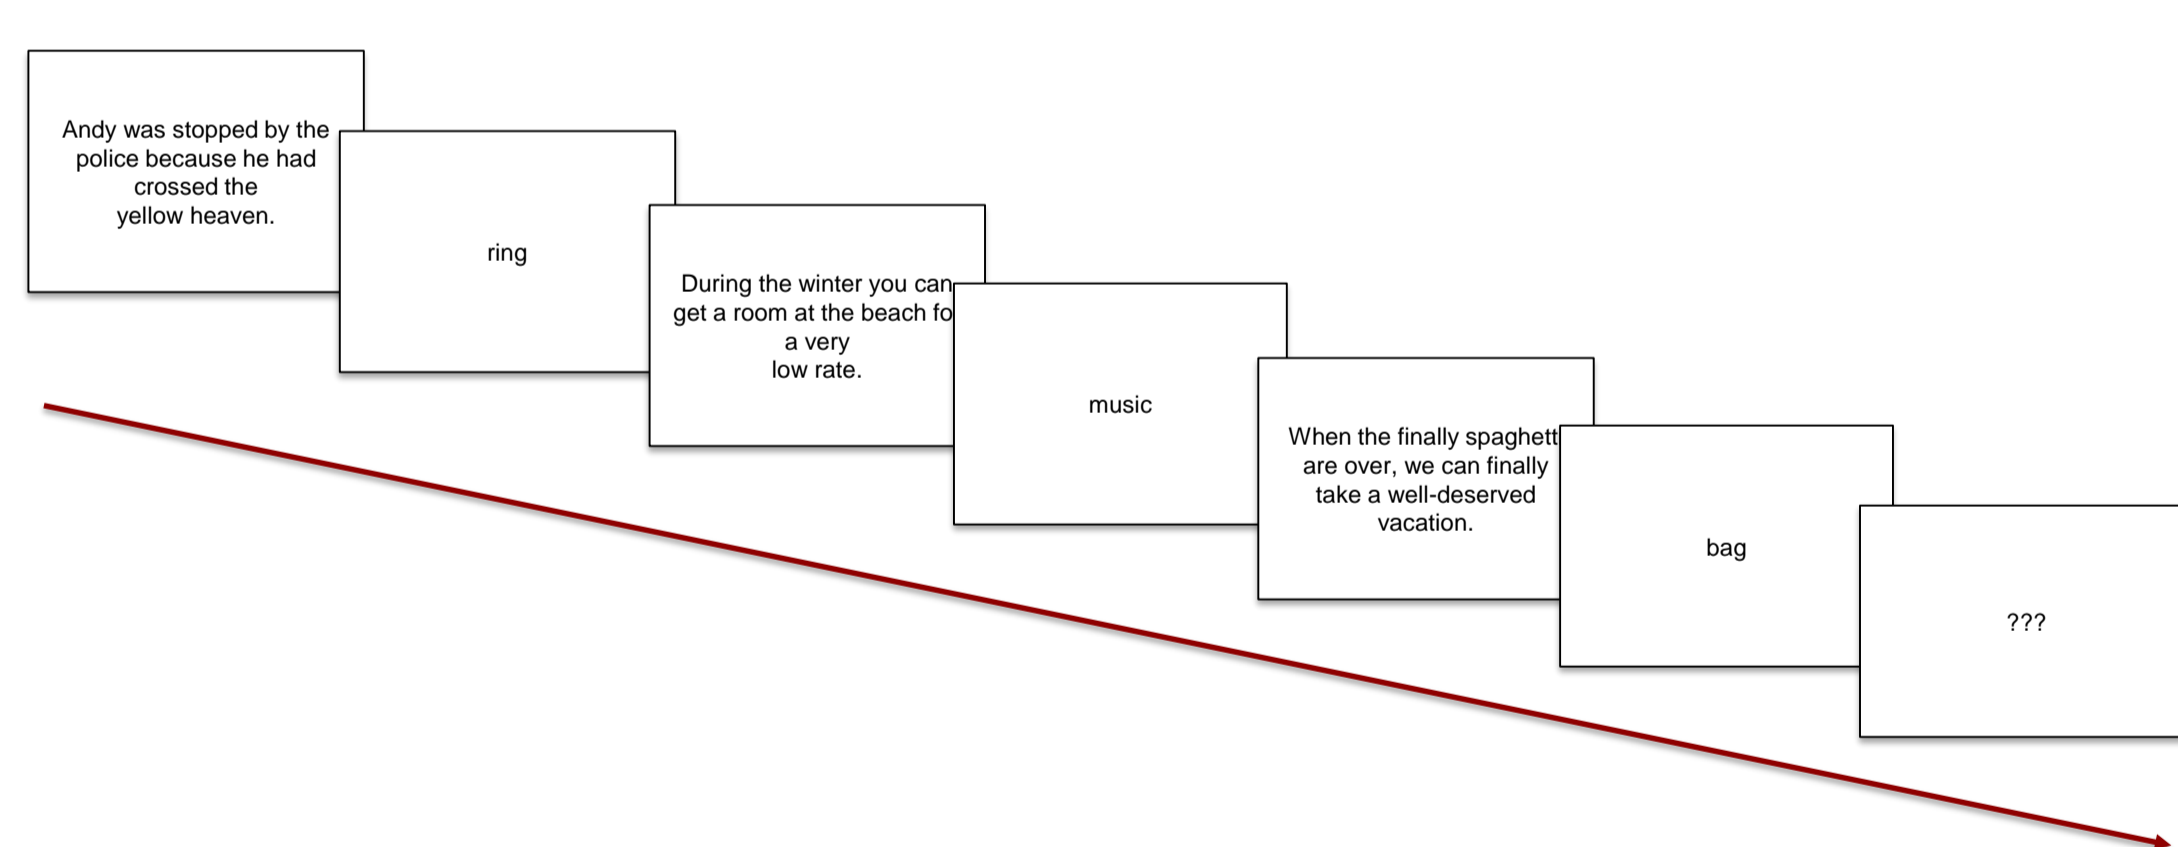 Andy was stopped by the
police because he had
crossed the
yellow heaven.
ring
During the winter you can
get a room at the beach fo
a very
low rate.
music
When the finally spaghett
are over, we can finally
take a well-deserved
vacation.
bag
???